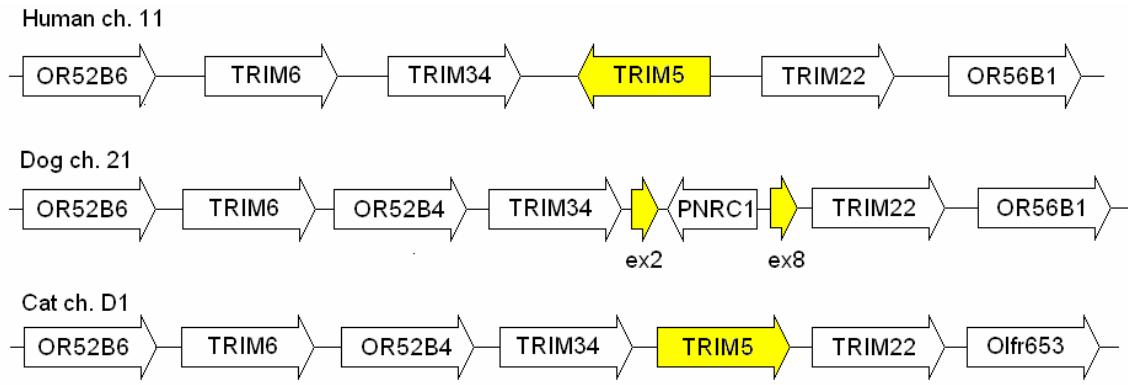 Human ch. 11
OR52B6 TRIM6 TRIM34 TRIM5 TRIM22 OR56B1
Dog ch. 21
OR52B6 TRIM6 OR52B4 TRIM34 PNRC1 TRIM22 OR56B1
ex2 ex8
Cat ch. D1
OR52B6 TRIM6 OR52B4 TRIM34 TRIM5 TRIM22 Olfr653